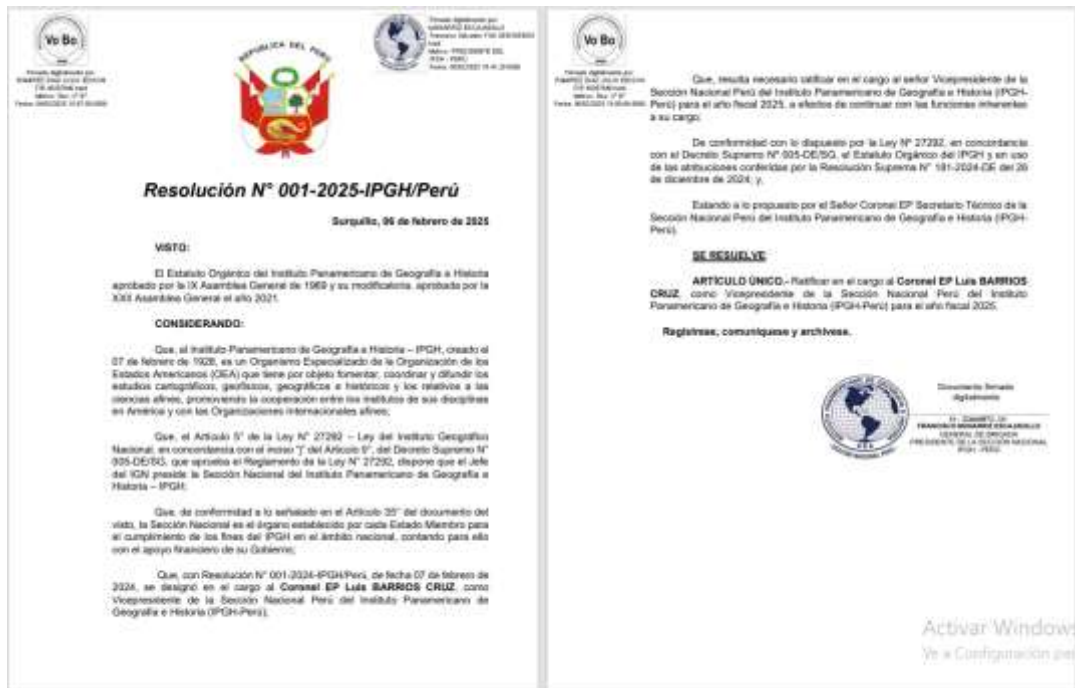 Vo Bo
REPUBLICA DEL PERU
Resolución N° 001-2025-IPGH/Perú
Surquillo, 06 de febrero de 2025
VISTO:
El Estatuto Orgánico del Instituto Panamericano de Geografía e Historia
aprobado por la IX Asamblea General de 1969 y su modificatoria, aprobada por la
XXII Asamblea General el año 2021.
CONSIDERANDO:
Que, el Instituto Panamericano de Geografía e Historia – IPGH, creado el
07 de febrero de 1928, es un Organismo Especializado de la Organización de los
Estados Americanos (OEA) que tiene por objeto fomentar, coordinar y difundir los
estudios cartográficos, geofísicos, geográficos e históricos y los relativos a las
ciencias afines, promoviendo la cooperación entre los institutos de sus disciplinas
en América y con las Organizaciones Internacionales afines;
Que, el Artículo 5° de la Ley N° 27292 – Ley del Instituto Geográfico
Nacional, en concordancia con el inciso "j" del Artículo 9°, del Decreto Supremo N°
005-DE/SG, que aprueba el Reglamento de la Ley N° 27292, dispone que el Jefe
del IGN preside la Sección Nacional del Instituto Panamericano de Geografía e
Historia – IPGH;
Que, de conformidad a lo señalado en el Artículo 35° del documento del
visto, la Sección Nacional es el órgano establecido por cada Estado Miembro para
el cumplimiento de los fines del IPGH en el ámbito nacional, contando para ello
con el apoyo financiero de su Gobierno;
Que, con Resolución N° 001-2024-IPGH/Perú, de fecha 07 de febrero de
2024, se designó en el cargo al Coronel EP Luis BARRIOS CRUZ, como
Vicepresidente de la Sección Nacional Perú del Instituto Panamericano de
Geografía e Historia (IPGH-Perú);
Vo Bo
Que, resulta necesario ratificar en el cargo al señor Vicepresidente de la
Sección Nacional Perú del Instituto Panamericano de Geografía e Historia (IPGH-
Perú) para el año fiscal 2025, a efectos de continuar con las funciones inherentes
a su cargo;
De conformidad con lo dispuesto por la Ley N° 27292, en concordancia
con el Decreto Supremo N° 005-DE/SG, el Estatuto Orgánico del IPGH y en uso
de las atribuciones conferidas por la Resolución Suprema N° 181-2024-DE del 26
de diciembre de 2024; y,
Estando a lo propuesto por el Señor Coronel EP Secretario Técnico de la
Sección Nacional Perú del Instituto Panamericano de Geografía e Historia (IPGH-
Perú).
SE RESUELVE
ARTÍCULO ÚNICO.- Ratificar en el cargo al Coronel EP Luis BARRIOS
CRUZ, como Vicepresidente de la Sección Nacional Perú del Instituto
Panamericano de Geografía e Historia (IPGH-Perú) para el año fiscal 2025.
Regístrese, comuníquese y archívese.
Documento firmado
digitalmente
GENERAL DE BRIGADA
PRESIDENTE DE LA SECCIÓN NACIONAL
IPGH - PERÚ
Activar Windows
Ve a Configuración